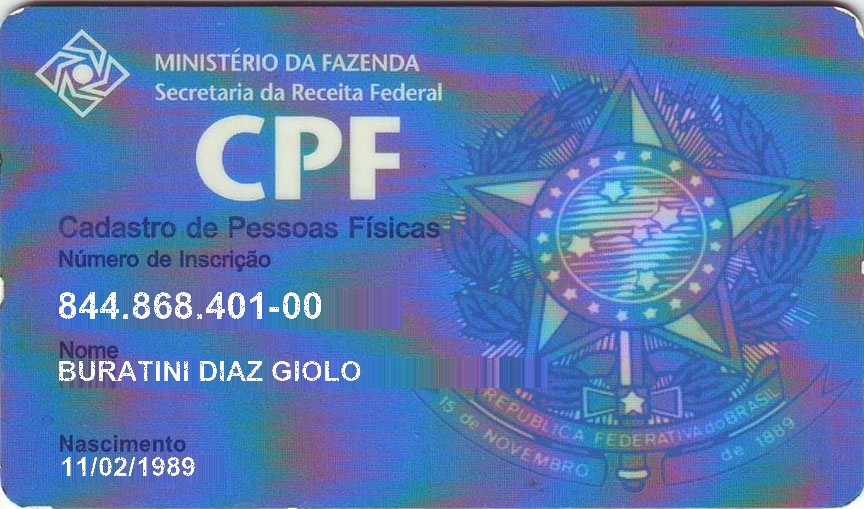 MINISTÉRIO DA FAZENDA
Secretaria da Receita Federal
CPF
Cadastro de Pessoas Físicas
Número de Inscrição
844.868.401-00
Nome
BURATINI DIAZ GIOLO
Nascimento
11/02/1989
REPUBLICA FEDERATIVA do BRASIL
15 de NOVEMBRO de 1889